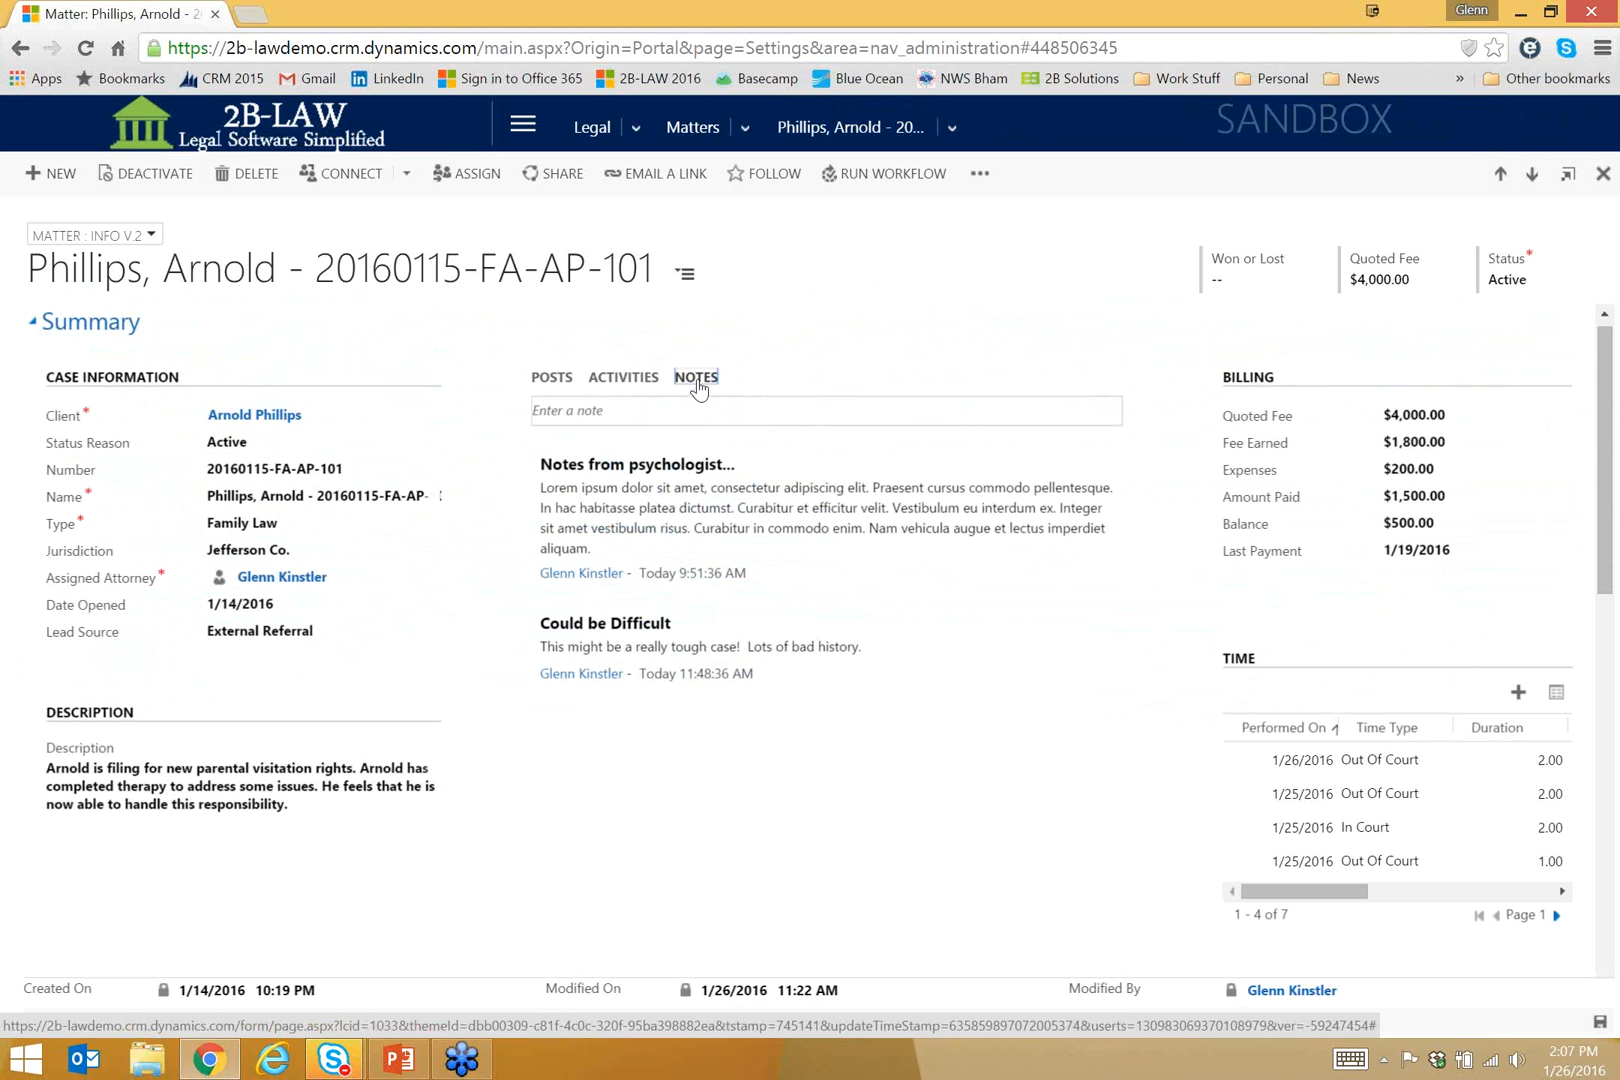 Matter: Phillips, Arnold - 2
Glenn
https://2b-lawdemo.crm.dynamics.com/main.aspx?Origin=Portal&page=Settings&area=nav_administration#448506345
Apps Bookmarks CRM 2015 Gmail LinkedIn Sign in to Office 365 2B-LAW 2016 Basecamp Blue Ocean NWS Bham 2B Solutions Work Stuff Personal News » Other bookmarks
2B-LAW
Legal Software Simplified
Legal Matters Phillips, Arnold - 20...
SANDBOX
NEW DEACTIVATE DELETE CONNECT ASSIGN SHARE EMAIL A LINK FOLLOW RUN WORKFLOW ...
MATTER : INFO V.2
Phillips, Arnold - 20160115-FA-AP-101
Won or Lost
--
Quoted Fee
$4,000.00
Status*
Active
Summary
CASE INFORMATION
Client* Arnold Phillips
Status Reason Active
Number 20160115-FA-AP-101
Name* Phillips, Arnold - 20160115-FA-AP-
Type* Family Law
Jurisdiction Jefferson Co.
Assigned Attorney* Glenn Kinstler
Date Opened 1/14/2016
Lead Source External Referral
DESCRIPTION
Description
Arnold is filing for new parental visitation rights. Arnold has
completed therapy to address some issues. He feels that he is
now able to handle this responsibility.
POSTS ACTIVITIES NOTES
Enter a note
Notes from psychologist...
Lorem ipsum dolor sit amet, consectetur adipiscing elit. Praesent cursus commodo pellentesque.
In hac habitasse platea dictumst. Curabitur et efficitur velit. Vestibulum eu interdum ex. Integer
sit amet vestibulum risus. Curabitur in commodo enim. Nam vehicula augue et lectus imperdiet
aliquam.
Glenn Kinstler - Today 9:51:36 AM
Could be Difficult
This might be a really tough case! Lots of bad history.
Glenn Kinstler - Today 11:48:36 AM
BILLING
Quoted Fee $4,000.00
Fee Earned $1,800.00
Expenses $200.00
Amount Paid $1,500.00
Balance $500.00
Last Payment 1/19/2016
TIME
Performed On Time Type Duration
1/26/2016 Out Of Court 2.00
1/25/2016 Out Of Court 2.00
1/25/2016 In Court 2.00
1/25/2016 Out Of Court 1.00
1 - 4 of 7 Page 1
Created On 1/14/2016 10:19 PM Modified On 1/26/2016 11:22 AM Modified By Glenn Kinstler
https://2b-lawdemo.crm.dynamics.com/form/page.aspx?lcid=1033&themeId=dbb00309-c81f-4c0c-320f-95ba398882ea&tstamp=745141&updateTimeStamp=635859897072005374&userts=130983069370108979&ver=-59247454#
2:07 PM
1/26/2016